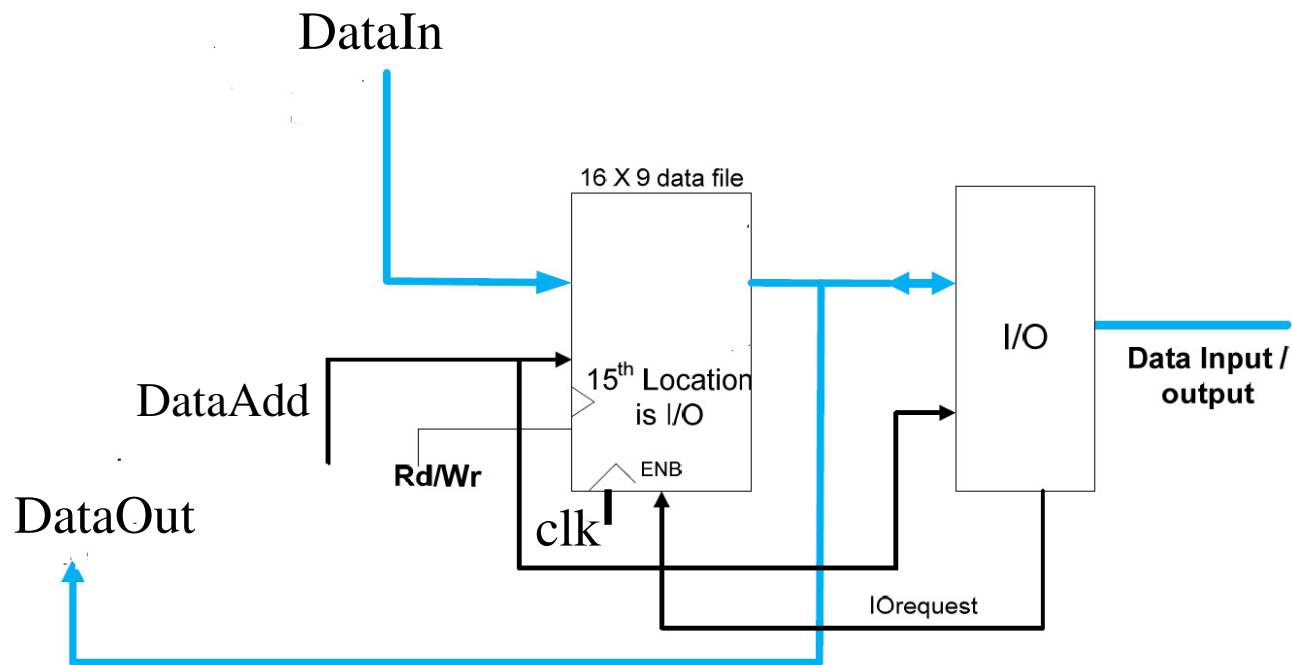 DataIn
16 X 9 data file
I/O
Data Input /
output
15th Location
is I/O
DataAdd
Rd/Wr
ENB
DataOut
clk
IOrequest